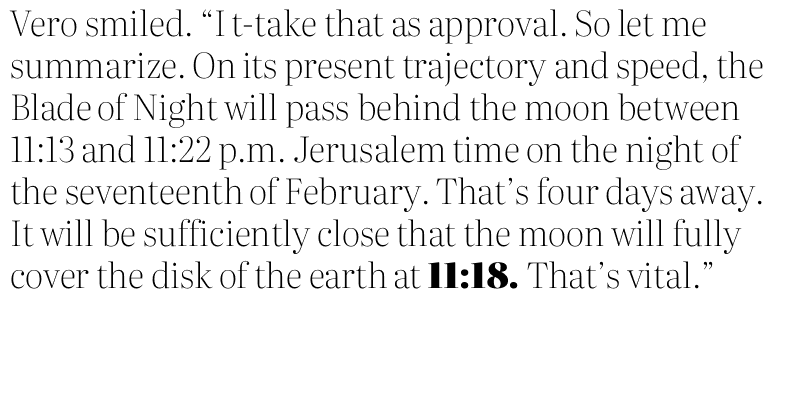 Vero smiled. “I t-take that as approval. So let me
summarize. On its present trajectory and speed, the
Blade of Night will pass behind the moon between
11:13 and 11:22 p.m. Jerusalem time on the night of
the seventeenth of February. That’s four days away.
It will be sufficiently close that the moon will fully
cover the disk of the earth at 11:18. That’s vital.”